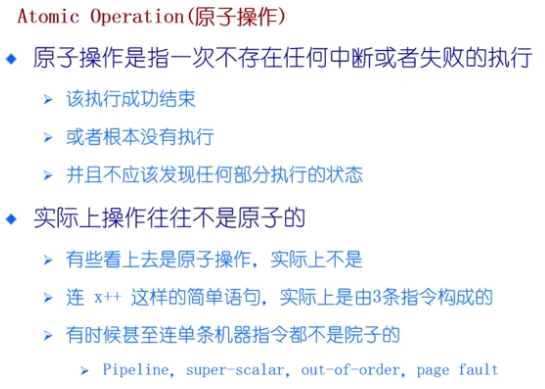 Atomic Operation(原子操作)
原子操作是指一次不存在任何中断或者失败的执行
该执行成功结束
或者根本没有执行
并且不应该发现任何部分执行的状态
实际上操作往往不是原子的
有些看上去是原子操作，实际上不是
连 x++ 这样的简单语句，实际上是由3条指令构成的
有时候甚至连单条机器指令都不是院子的
Pipeline, super-scalar, out-of-order, page fault